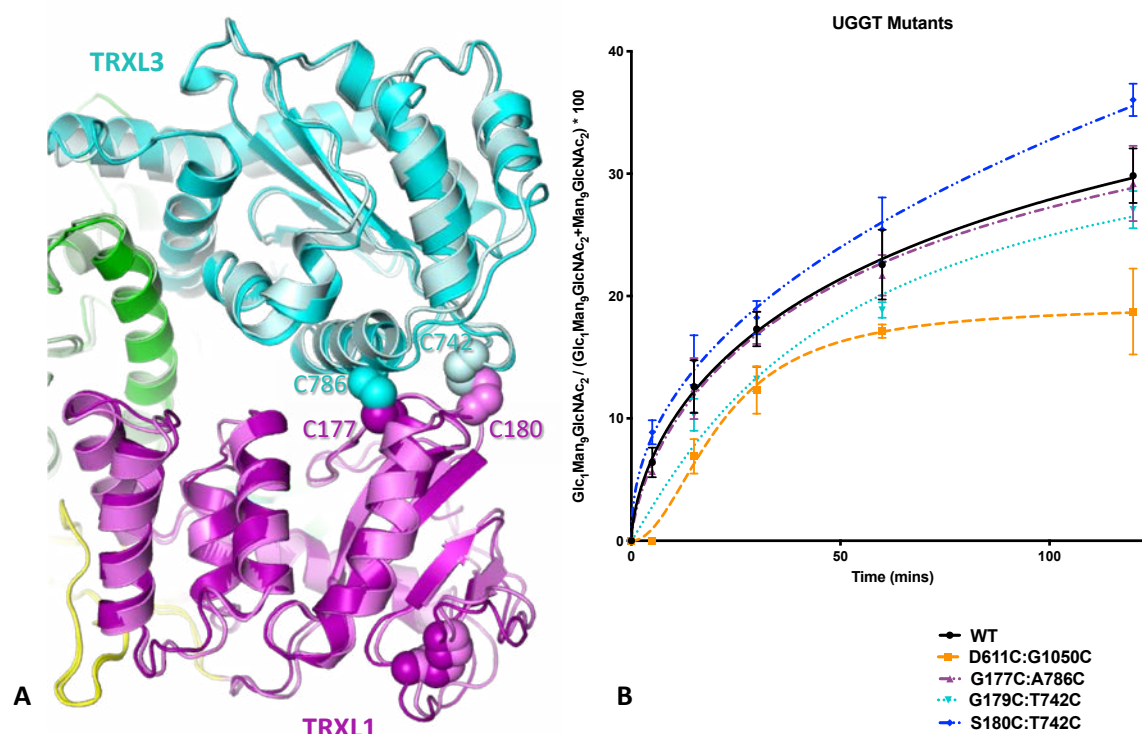 TRXL3
C742
C786
C177
C180
A
TRXL1
UGGT Mutants
B
Glc₁Man₉GlcNAc₂ / (Glc₁Man₉GlcNAc₂+Man₉GlcNAc₂) * 100
40
30
20
10
0
0
50
100
Time (mins)
WT
D611C:G1050C
G177C:A786C
G179C:T742C
S180C:T742C